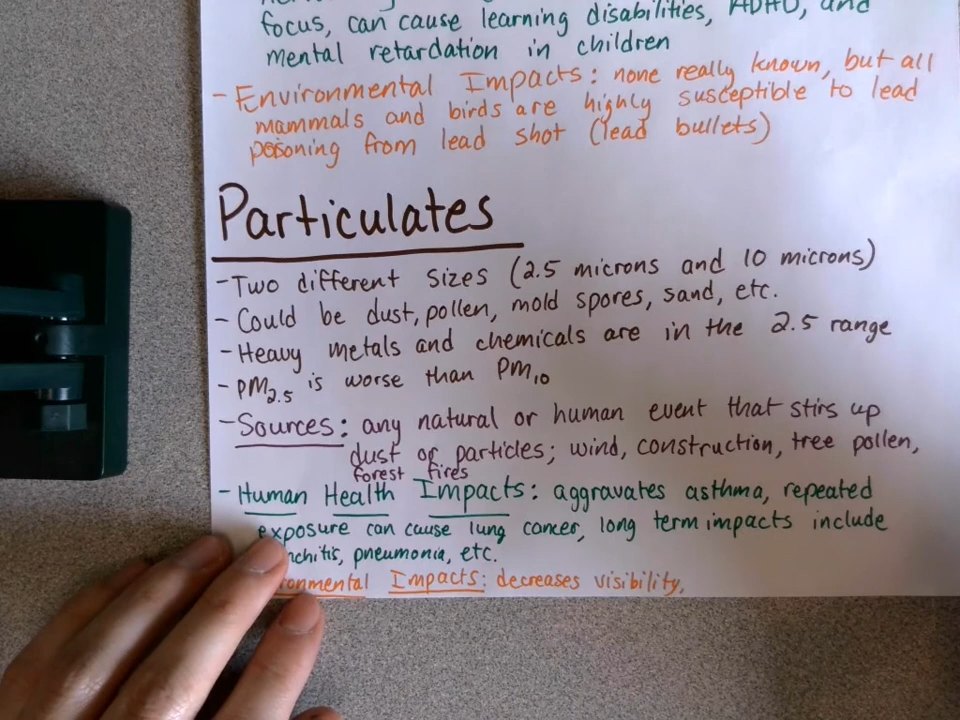 focus, can cause learning disabilities, ADHD, and
mental retardation in children
- Environmental Impacts: none really known, but all
mammals and birds are highly susceptible to lead
poisoning from lead shot (lead bullets)
Particulates
- Two different sizes (2.5 microns and 10 microns)
- Could be dust, pollen, mold spores, sand, etc.
- Heavy metals and chemicals are in the 2.5 range
- PM2.5 is worse than PM10
- Sources: any natural or human event that stirs up
dust or particles; wind, construction, tree pollen,
forest fires
- Human Health Impacts: aggravates asthma, repeated
exposure can cause lung cancer, long term impacts include
nchitis, pneumonia, etc.
onmental Impacts: decreases visibility,